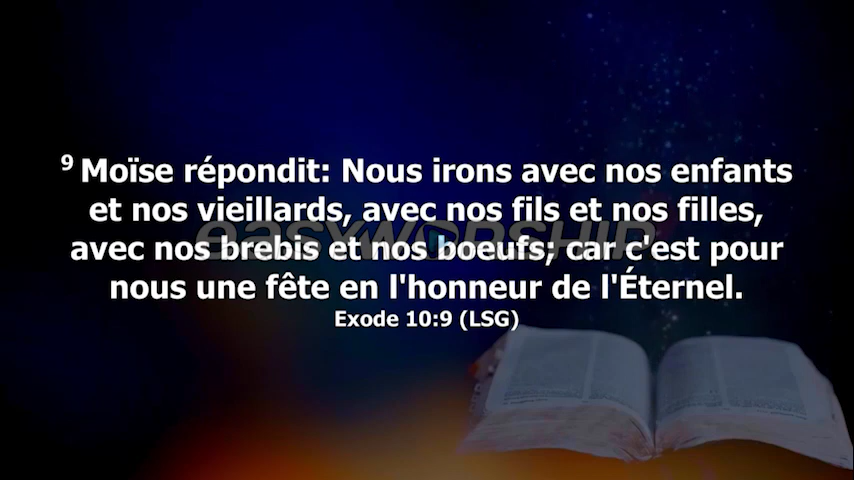 9 Moïse répondit: Nous irons avec nos enfants
et nos vieillards, avec nos fils et nos filles,
avec nos brebis et nos boeufs; car c'est pour
nous une fête en l'honneur de l'Éternel.
Exode 10:9 (LSG)
easyworship